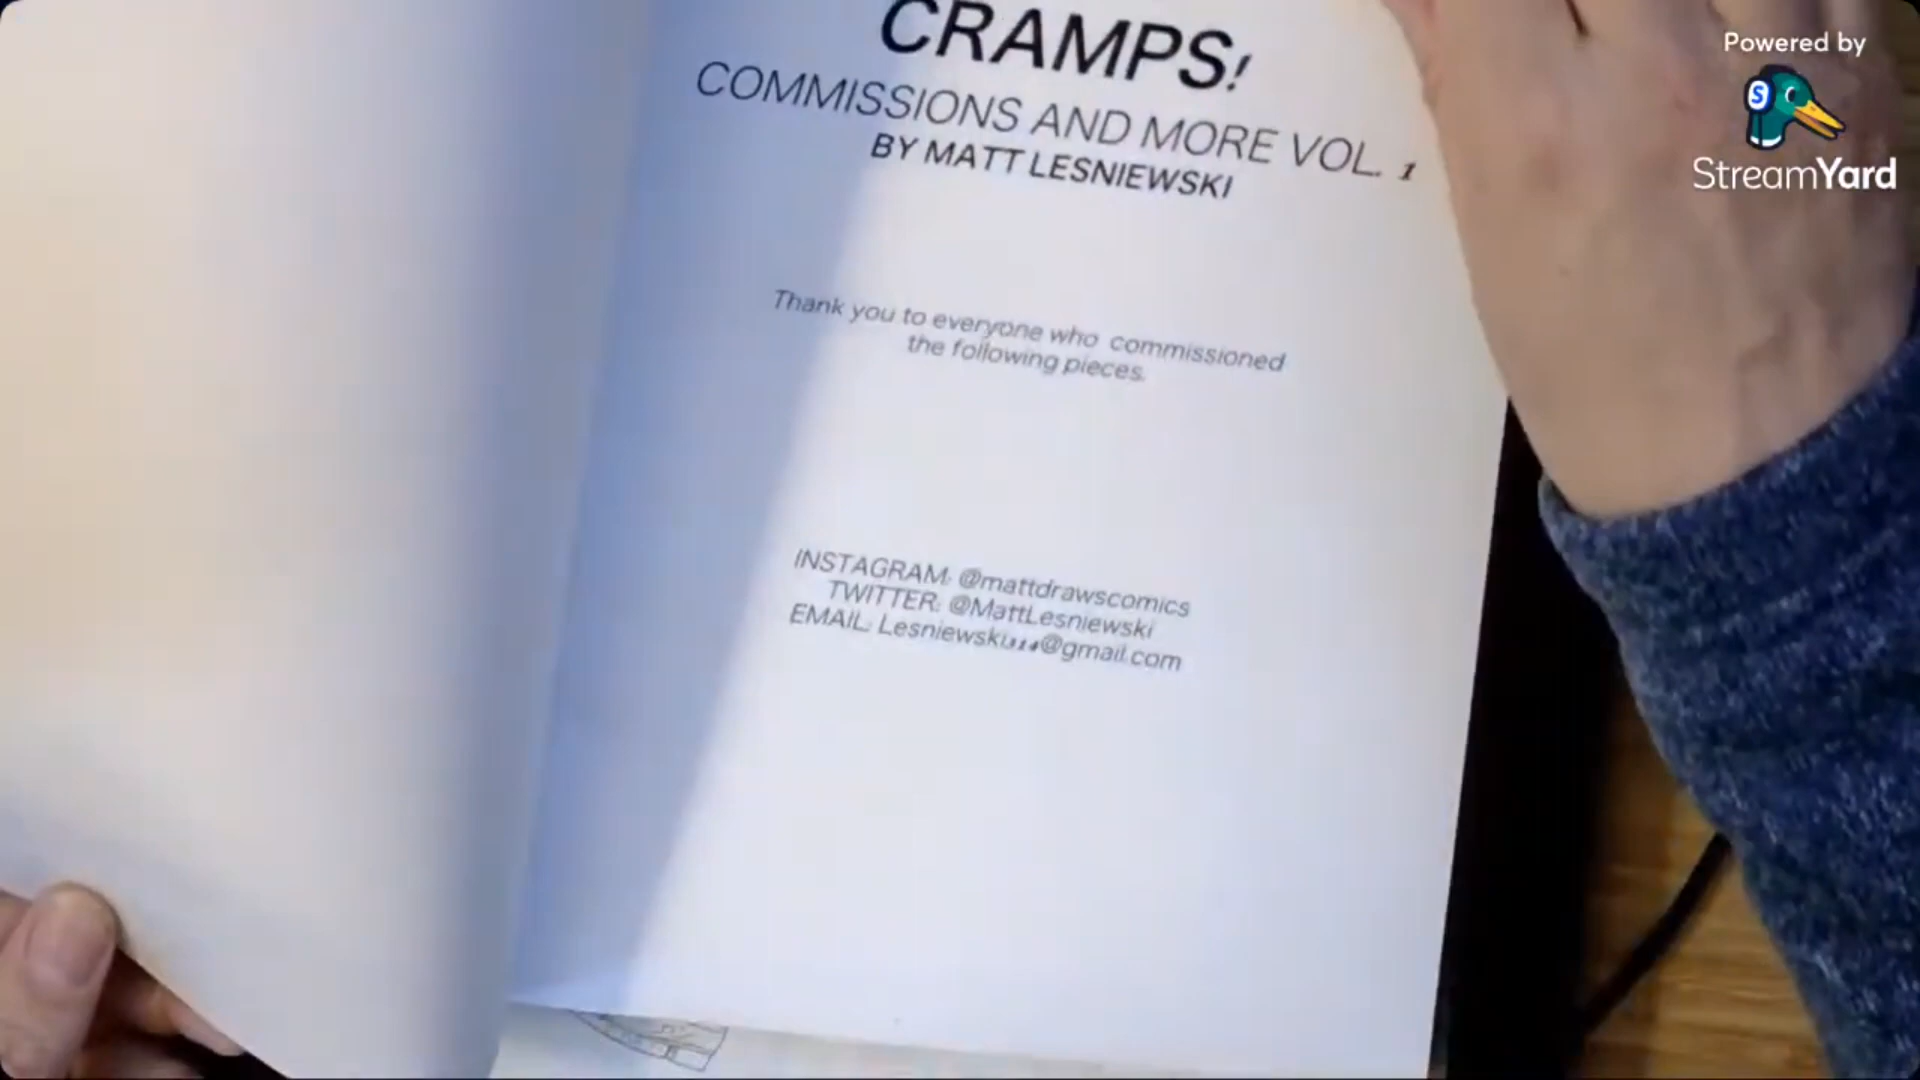 CRAMPS!
COMMISSIONS AND MORE VOL. 1
BY MATT LESNIEWSKI
Thank you to everyone who commissioned
the following pieces.
INSTAGRAM: @mattdrawscomics
TWITTER: @MattLesniewski
EMAIL:
Powered by
S
StreamYard